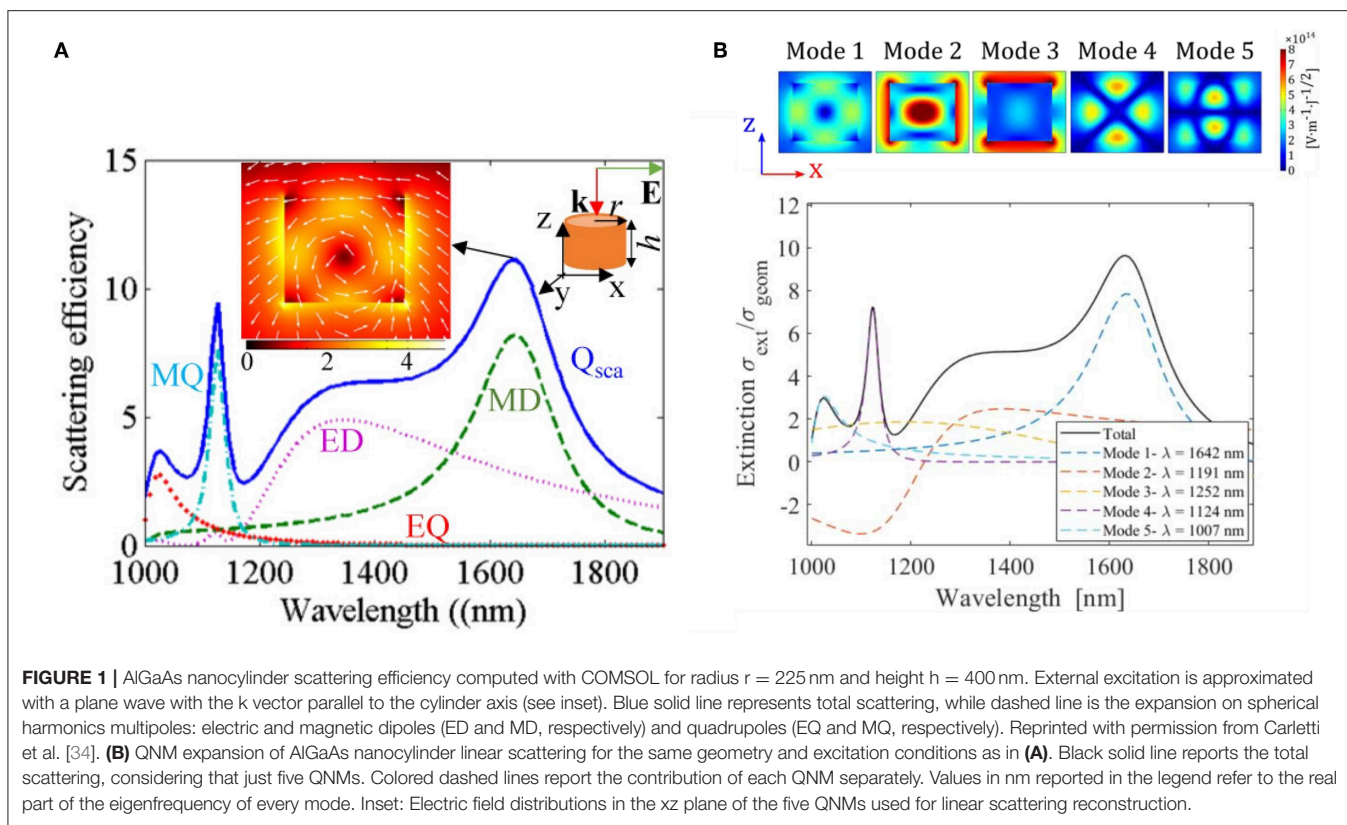 A
15
10
5
0
Scattering efficiency
1000 1200 1400 1600 1800
Wavelength ((nm)
MQ
ED
EQ
MD
Qsca
0 2 4
k
E
r
h
z
y
x
B
Mode 1 Mode 2 Mode 3 Mode 4 Mode 5
×10¹⁴
8
7
6
5
4
3
2
1
0
[V·m⁻¹·J⁻¹/²]
Z
X
12
10
8
6
4
2
0
-2
Extinction σext/σgeom
1000 1200 1400 1600 1800
Wavelength [nm]
Total
Mode 1- λ = 1642 nm
Mode 2- λ = 1191 nm
Mode 3- λ = 1252 nm
Mode 4- λ = 1124 nm
Mode 5- λ = 1007 nm
FIGURE 1 | AlGaAs nanocylinder scattering efficiency computed with COMSOL for radius r = 225 nm and height h = 400 nm. External excitation is approximated
with a plane wave with the k vector parallel to the cylinder axis (see inset). Blue solid line represents total scattering, while dashed line is the expansion on spherical
harmonics multipoles: electric and magnetic dipoles (ED and MD, respectively) and quadrupoles (EQ and MQ, respectively). Reprinted with permission from Carletti
et al. [34]. (B) QNM expansion of AlGaAs nanocylinder linear scattering for the same geometry and excitation conditions as in (A). Black solid line reports the total
scattering, considering that just five QNMs. Colored dashed lines report the contribution of each QNM separately. Values in nm reported in the legend refer to the real
part of the eigenfrequency of every mode. Inset: Electric field distributions in the xz plane of the five QNMs used for linear scattering reconstruction.